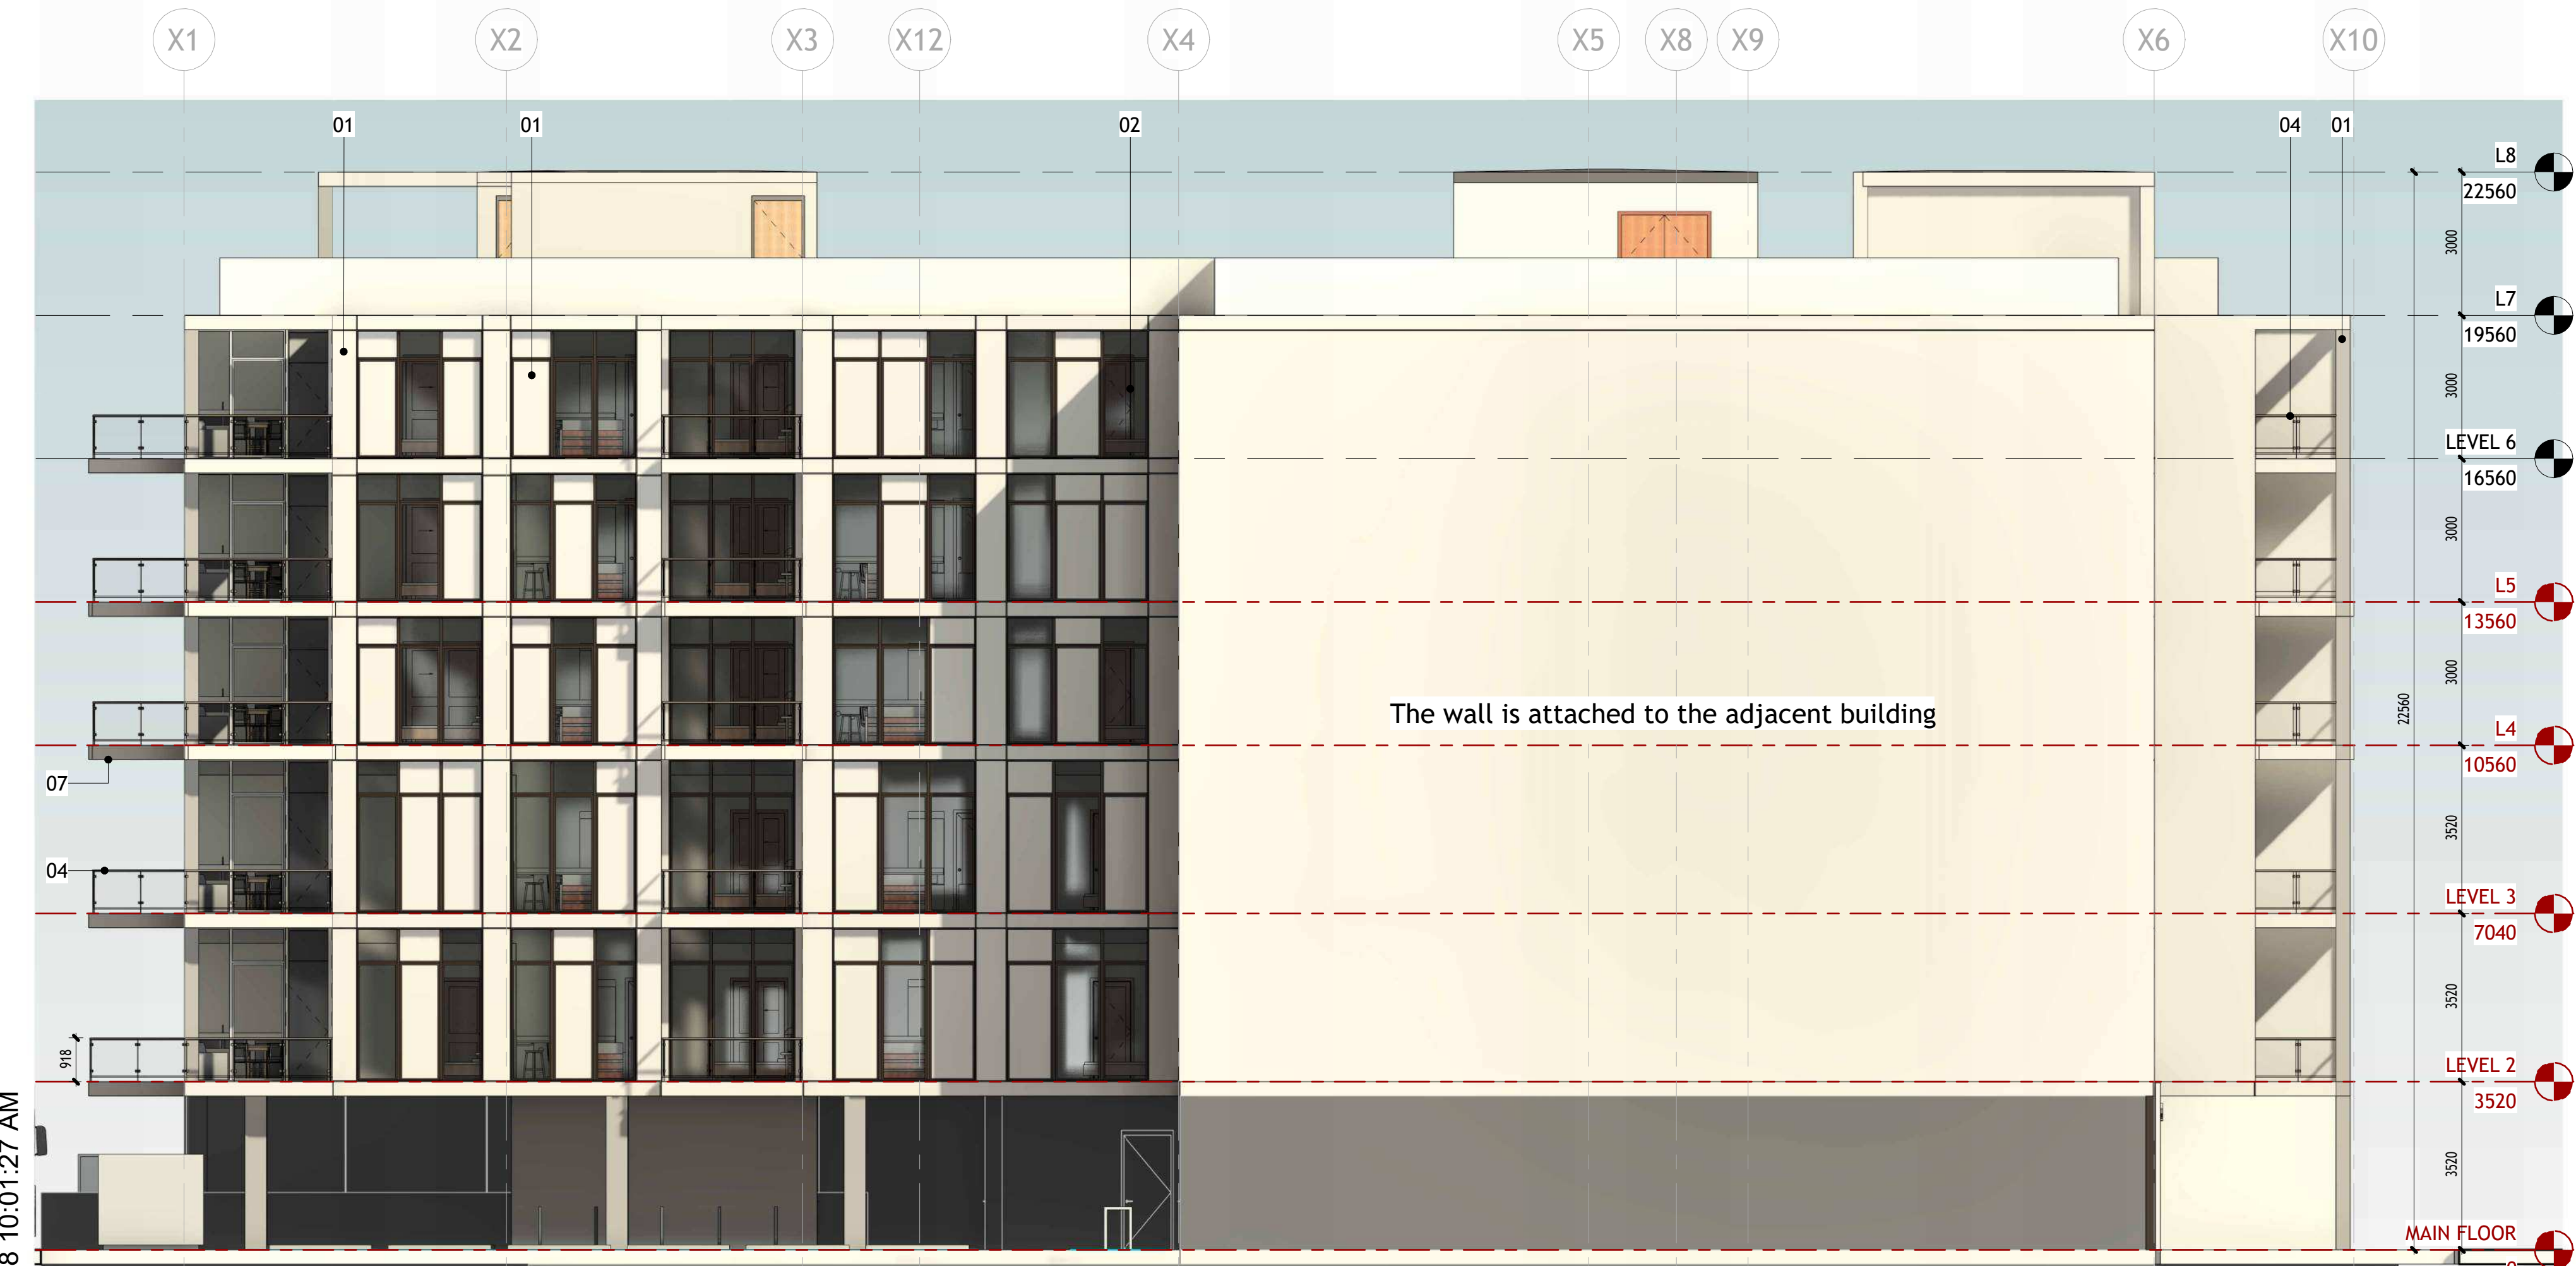 X1 X2 X3 X12 X4 X5 X8 X9 X6 X10
01 01 02 04 01
L8
22560
3000
L7
19560
3000
LEVEL 6
16560
3000
L5
13560
3000
22560
The wall is attached to the adjacent building
L4
10560
07
3520
04
LEVEL 3
7040
3520
918
LEVEL 2
3520
3520
MAIN FLOOR
8 10:01:27 AM